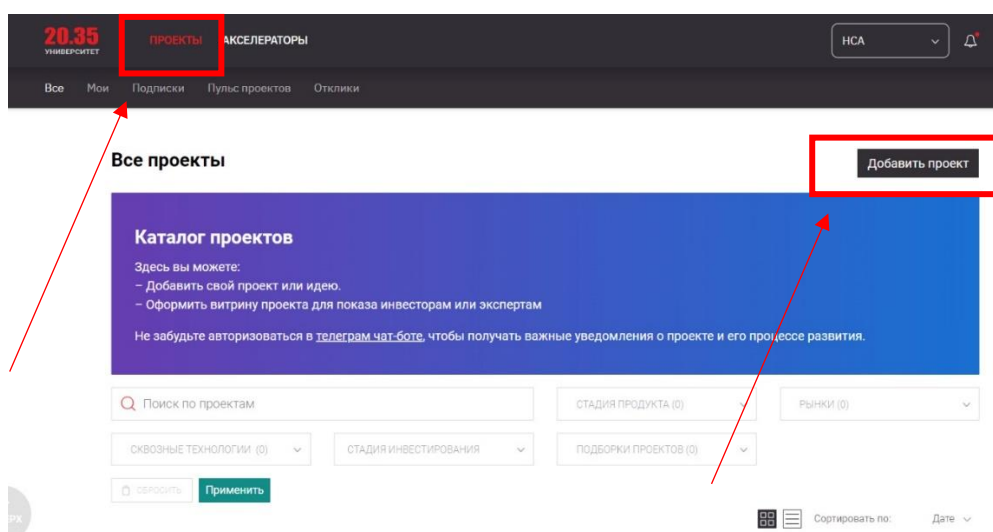 20.35
УНИВЕРСИТЕТ
ПРОЕКТЫ АКСЕЛЕРАТОРЫ
НСА
Все Мои Подписки Пульс проектов Отклики
Все проекты
Добавить проект
Каталог проектов
Здесь вы можете:
– Добавить свой проект или идею.
– Оформить витрину проекта для показа инвесторам или экспертам
Не забудьте авторизоваться в телеграм чат-боте, чтобы получать важные уведомления о проекте и его процессе развития.
Поиск по проектам
СТАДИЯ ПРОДУКТА (0)
РЫНКИ (0)
СКВОЗНЫЕ ТЕХНОЛОГИИ (0)
СТАДИЯ ИНВЕСТИРОВАНИЯ
ПОДБОРКИ ПРОЕКТОВ (0)
СБРОСИТЬ
Применить
Сортировать по: Дате